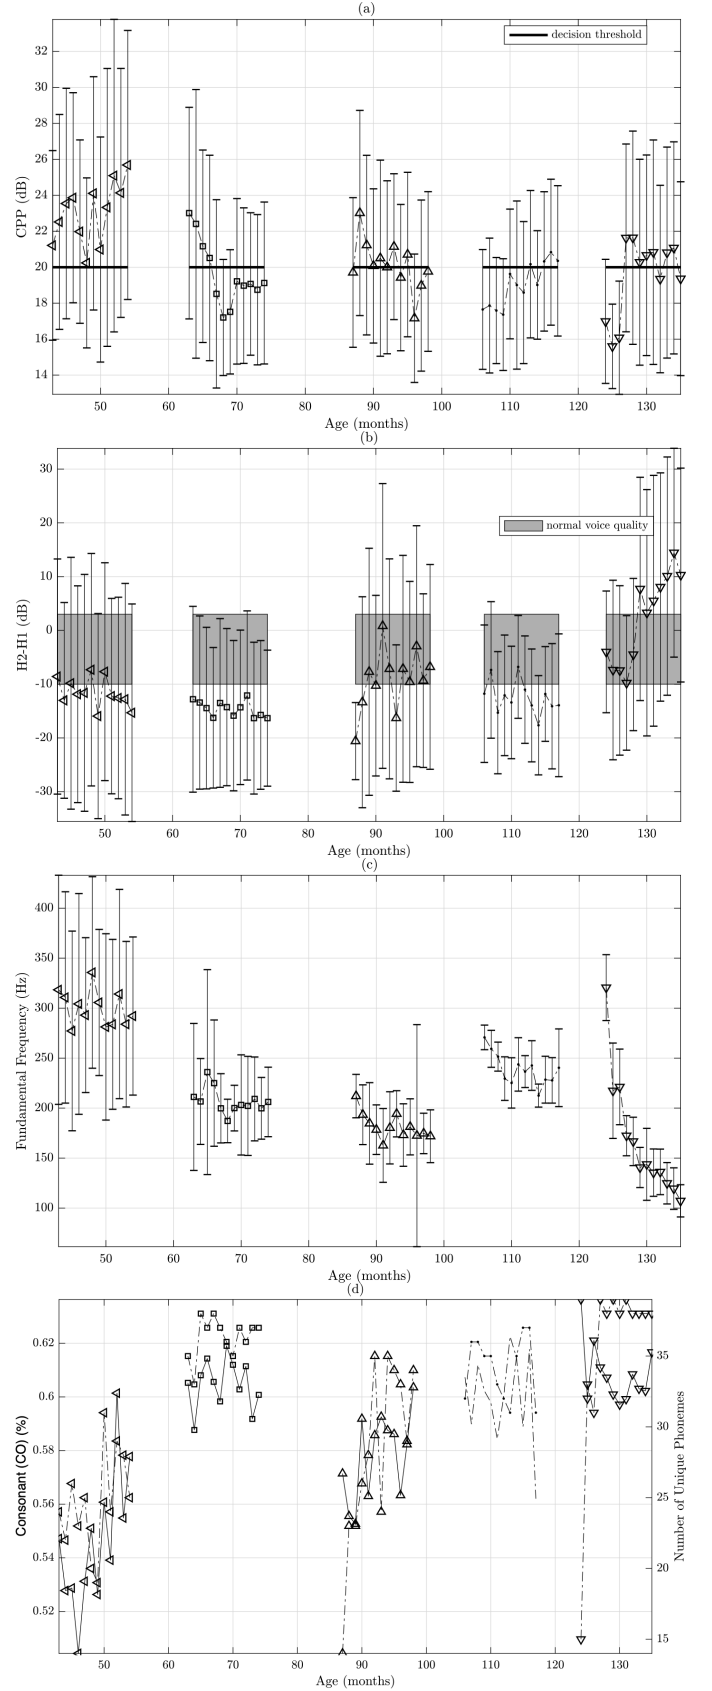 (a)
decision threshold
CPP (dB)
32
30
28
26
24
22
20
18
16
14
50 60 70 80 90 100 110 120 130
Age (months)
(b)
normal voice quality
H2-H1 (dB)
30
20
10
0
-10
-20
-30
50 60 70 80 90 100 110 120 130
Age (months)
(c)
Fundamental Frequency (Hz)
400
350
300
250
200
150
100
50 60 70 80 90 100 110 120 130
Age (months)
(d)
Consonant (CO) (%)
0.62
0.6
0.58
0.56
0.54
0.52
35
30
25
20
15
Number of Unique Phonemes
50 60 70 80 90 100 110 120 130
Age (months)